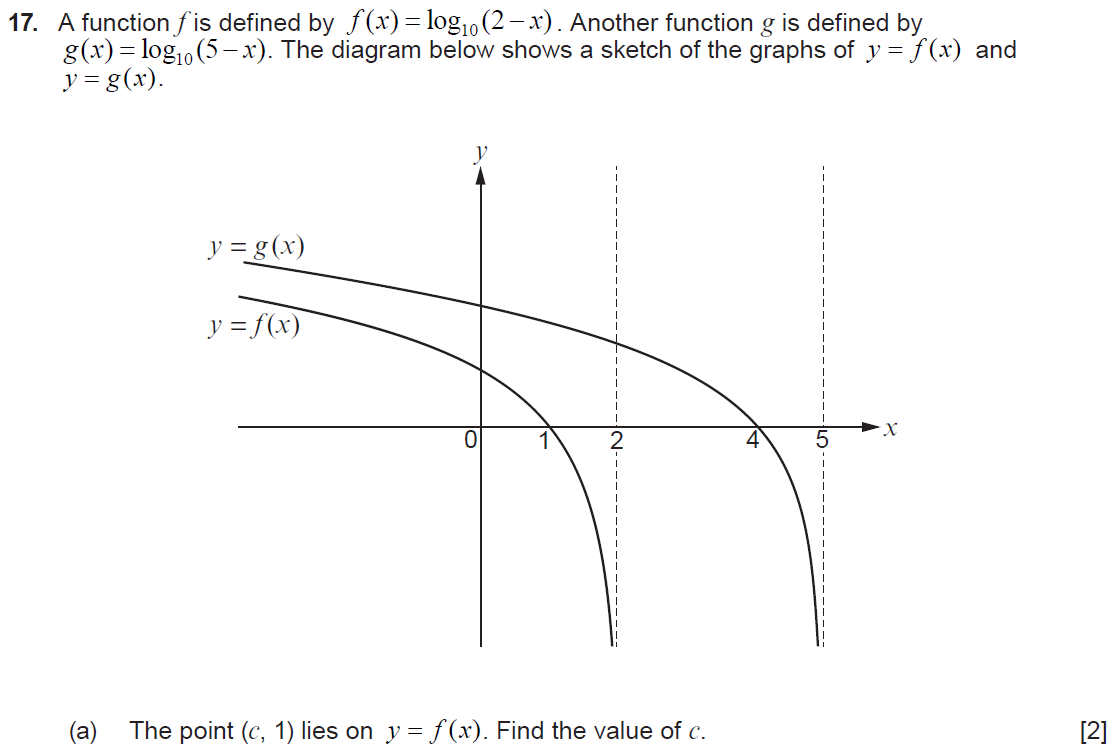 17. A function f is defined by f(x) = log₁₀(2 – x). Another function g is defined by
g(x) = log₁₀(5 – x). The diagram below shows a sketch of the graphs of y = f(x) and
y = g(x).
y
y = g(x)
y = f(x)
0 1 2 4 5 x
(a) The point (c, 1) lies on y = f(x). Find the value of c. [2]